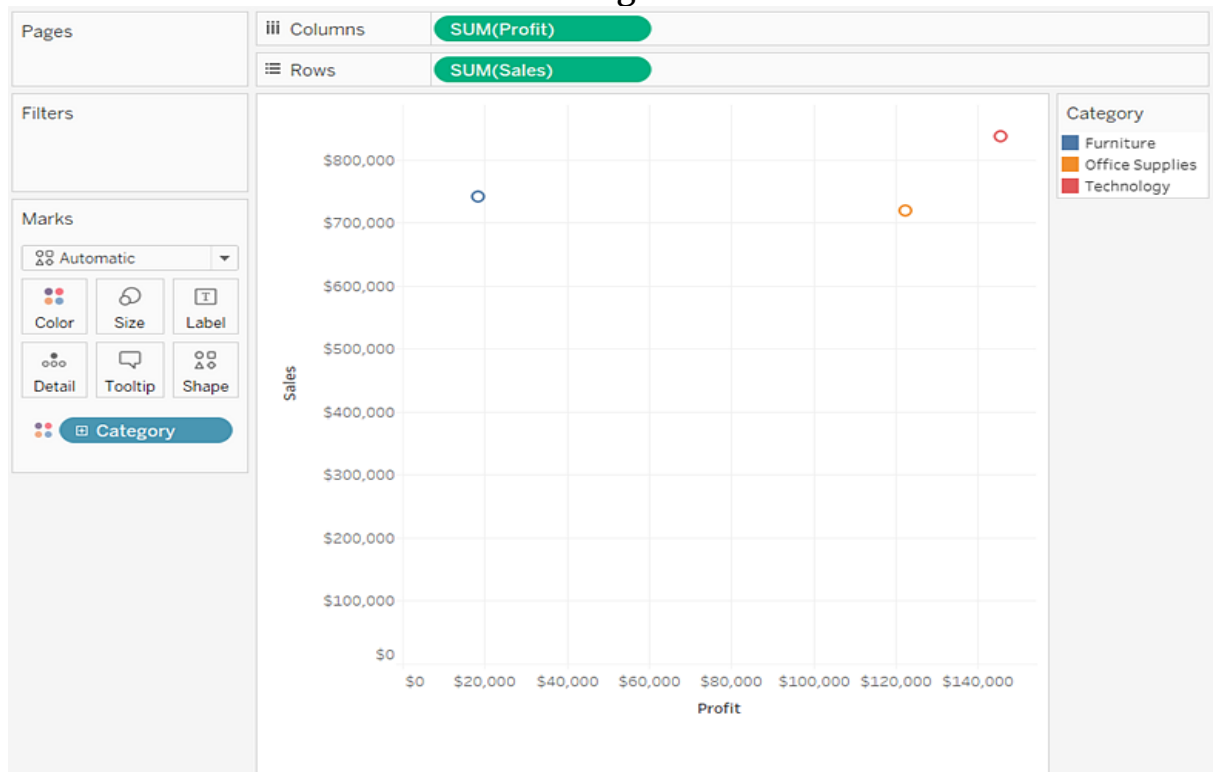 Pages
Columns
SUM(Profit)
Rows
SUM(Sales)
Filters
Marks
Automatic
Color
Size
Label
Detail
Tooltip
Shape
Category
$800,000
$700,000
$600,000
$500,000
$400,000
$300,000
$200,000
$100,000
$0
Sales
$0 $20,000 $40,000 $60,000 $80,000 $100,000 $120,000 $140,000
Profit
Category
Furniture
Office Supplies
Technology